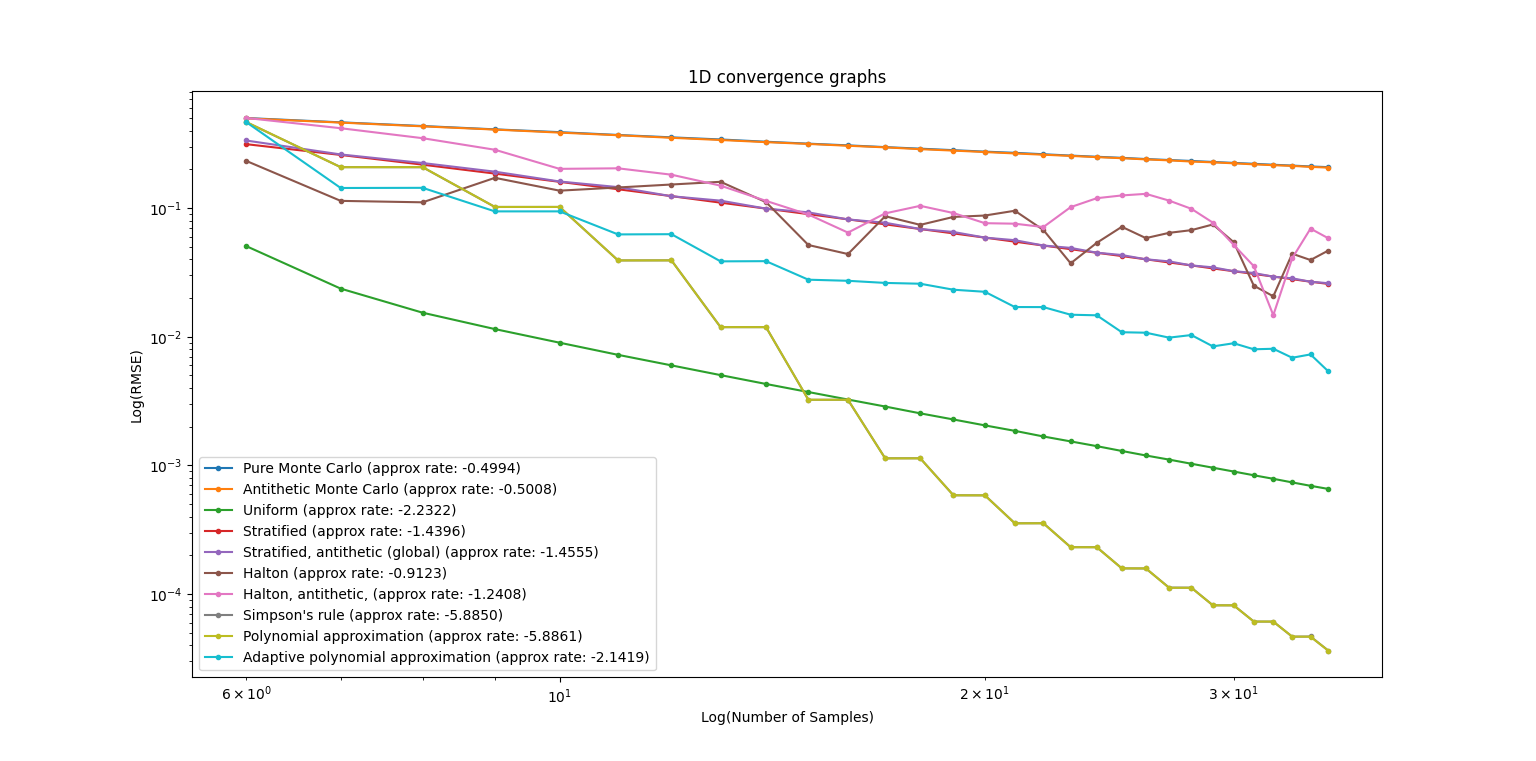 1D convergence graphs
Log(RMSE)
10⁻¹
10⁻²
10⁻³
10⁻⁴
Pure Monte Carlo (approx rate: -0.4994)
Antithetic Monte Carlo (approx rate: -0.5008)
Uniform (approx rate: -2.2322)
Stratified (approx rate: -1.4396)
Stratified, antithetic (global) (approx rate: -1.4555)
Halton (approx rate: -0.9123)
Halton, antithetic, (approx rate: -1.2408)
Simpson's rule (approx rate: -5.8850)
Polynomial approximation (approx rate: -5.8861)
Adaptive polynomial approximation (approx rate: -2.1419)
6 × 10⁰ 10¹ 2 × 10¹ 3 × 10¹
Log(Number of Samples)